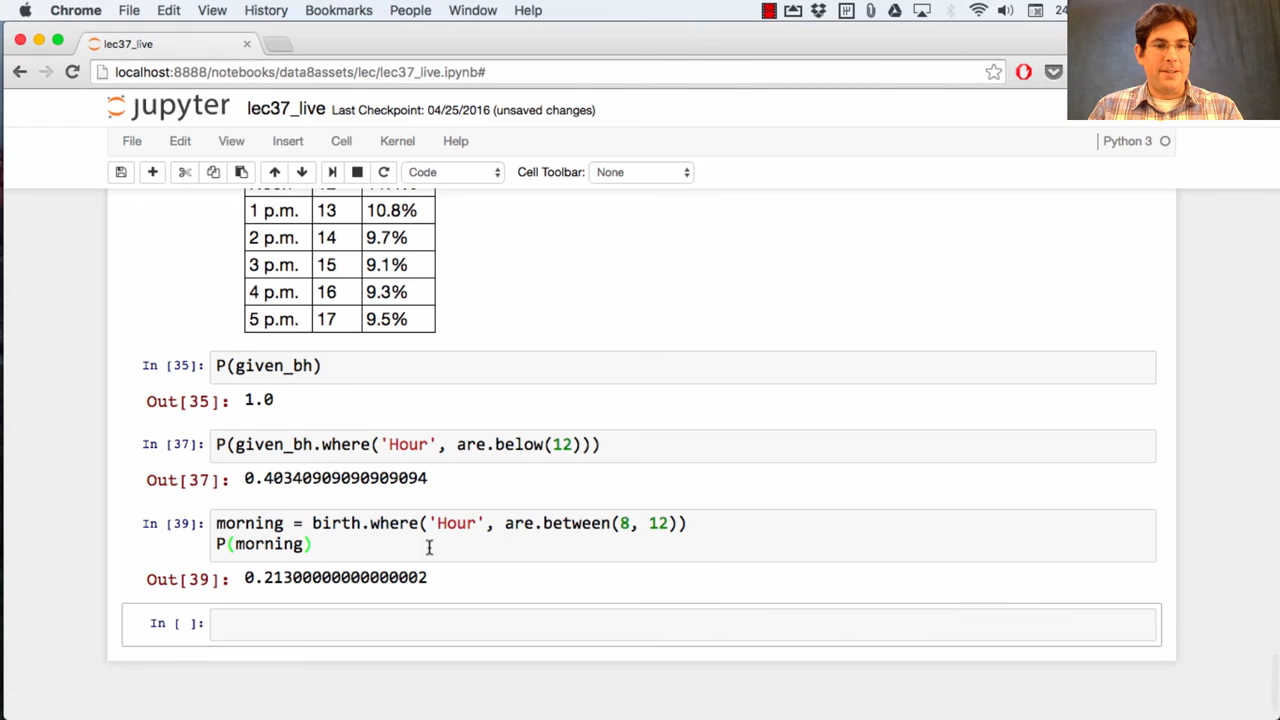 Chrome File Edit View History Bookmarks People Window Help
lec37_live
localhost:8888/notebooks/data8assets/lec/lec37_live.ipynb#
jupyter lec37_live Last Checkpoint: 04/25/2016 (unsaved changes)
File Edit View Insert Cell Kernel Help Python 3
Code Cell Toolbar: None
1 p.m. 13 10.8%
2 p.m. 14 9.7%
3 p.m. 15 9.1%
4 p.m. 16 9.3%
5 p.m. 17 9.5%
In [35]: P(given_bh)
Out[35]: 1.0
In [37]: P(given_bh.where('Hour', are.below(12)))
Out[37]: 0.40340909090909094
In [39]: morning = birth.where('Hour', are.between(8, 12))
P(morning)
Out[39]: 0.21300000000000002
In [ ]: